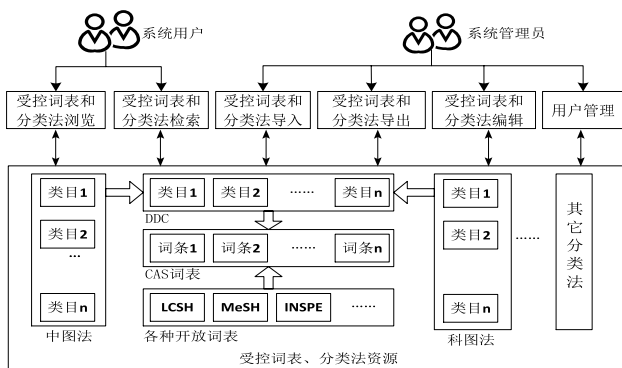 系统用户
系统管理员
受控词表和
分类法浏览
受控词表和
分类法检索
受控词表和
分类法导入
受控词表和
分类法导出
受控词表和
分类法编辑
用户管理
类目1
类目2
...
类目n
中图法
类目1 类目2 …… 类目n
DDC
词条1 词条2 …… 词条n
CAS词表
LCSH MeSH INSPE ……
各种开放词表
类目1
类目2
类目n
科图法
……
其它分类法
受控词表、分类法资源